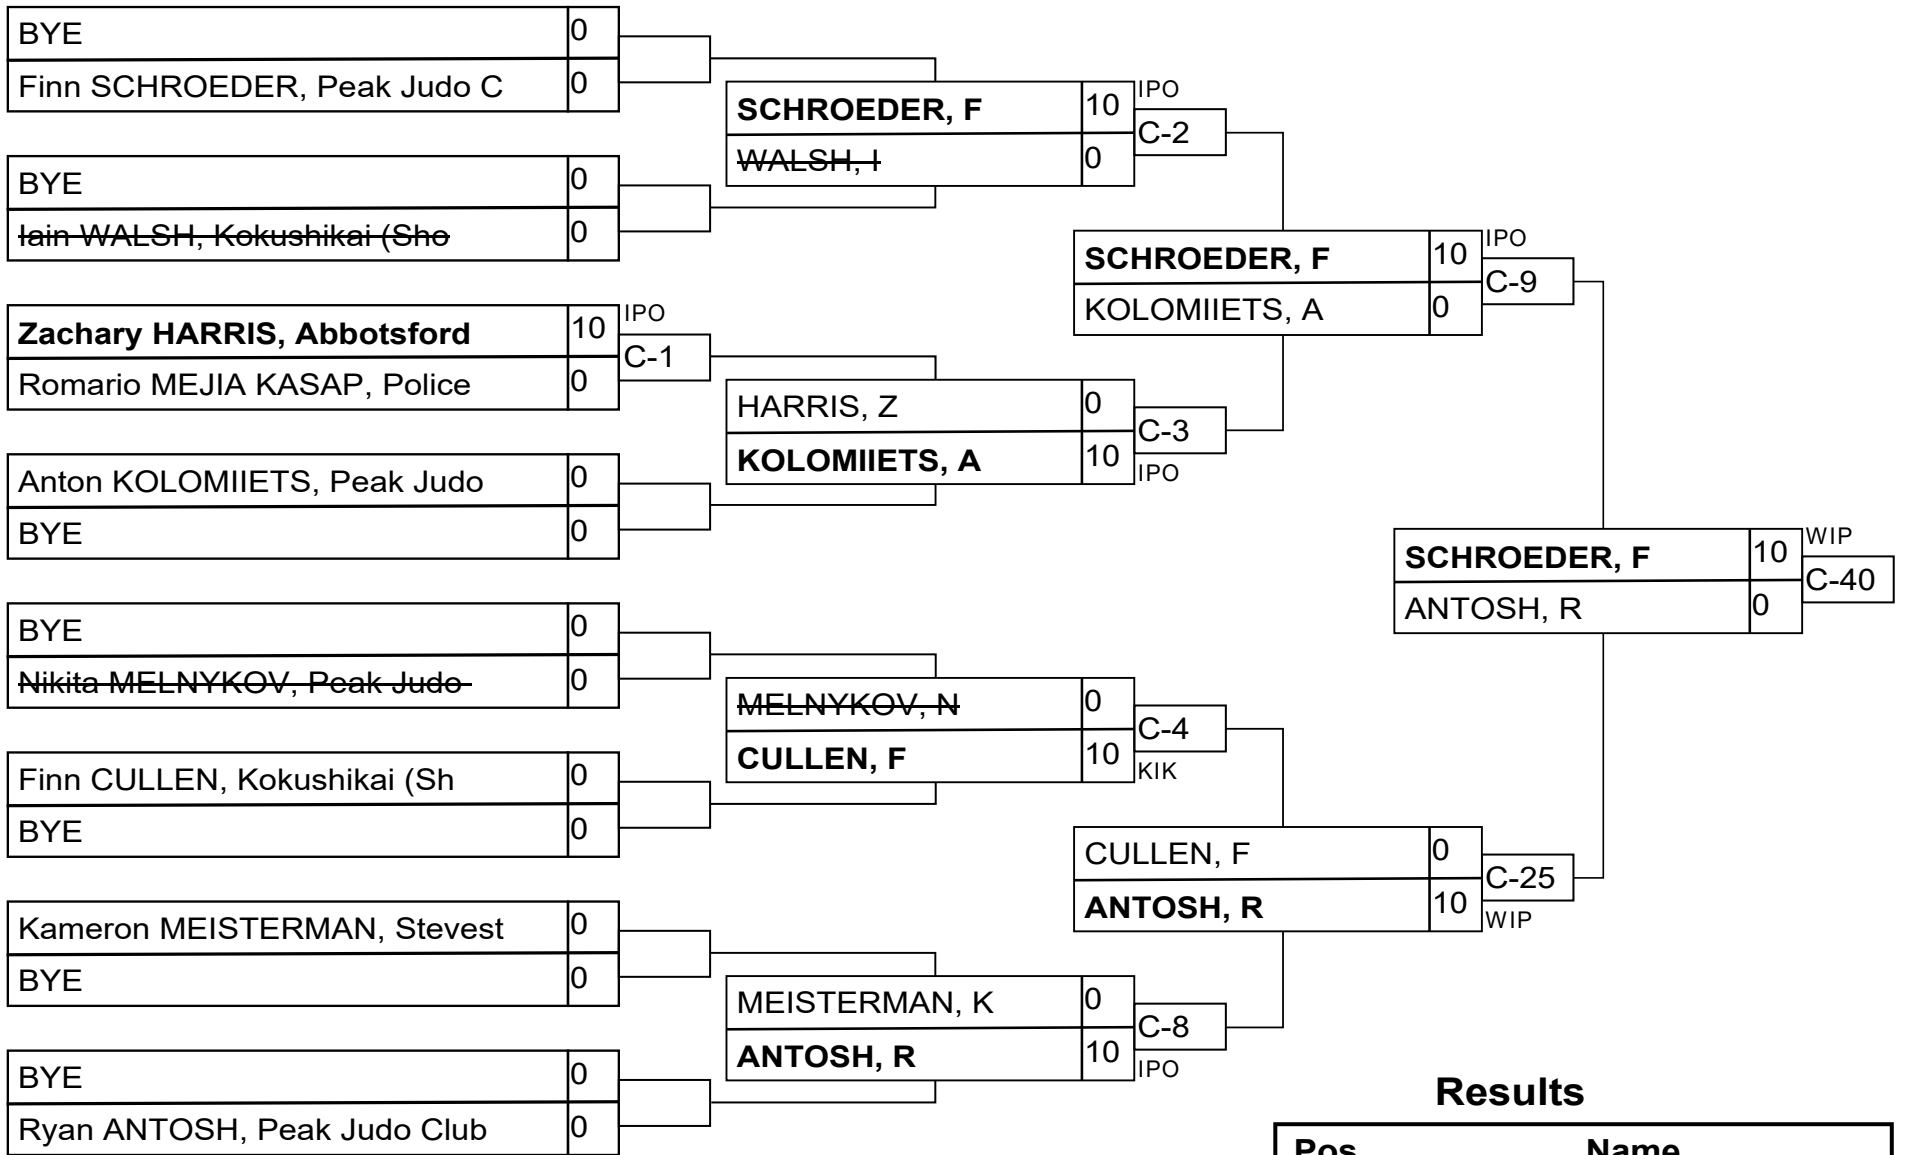 BYE 0
Finn SCHROEDER, Peak Judo C 0
BYE 0
Iain WALSH, Kokushikai (Sho 0
Zachary HARRIS, Abbotsford 10
Romario MEJIA KASAP, Police 0
IPO
C-1
Anton KOLOMIIETS, Peak Judo 0
BYE 0
BYE 0
Nikita MELNYKOV, Peak Judo 0
Finn CULLEN, Kokushikai (Sh 0
BYE 0
Kameron MEISTERMAN, Stevest 0
BYE 0
BYE 0
Ryan ANTOSH, Peak Judo Club 0
SCHROEDER, F 10
WALSH, I 0
IPO
C-2
HARRIS, Z 0
KOLOMIIETS, A 10
C-3
IPO
MELNYKOV, N 0
CULLEN, F 10
C-4
KIK
MEISTERMAN, K 0
ANTOSH, R 10
C-8
IPO
SCHROEDER, F 10
KOLOMIIETS, A 0
IPO
C-9
CULLEN, F 0
ANTOSH, R 10
C-25
WIP
SCHROEDER, F 10
ANTOSH, R 0
WIP
C-40
Results
Pos Name